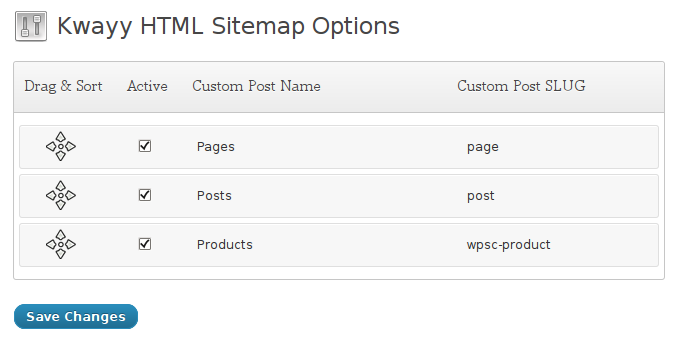 Kwayy HTML Sitemap Options
Drag & Sort Active Custom Post Name Custom Post SLUG
Pages page
Posts post
Products wpsc-product
Save Changes